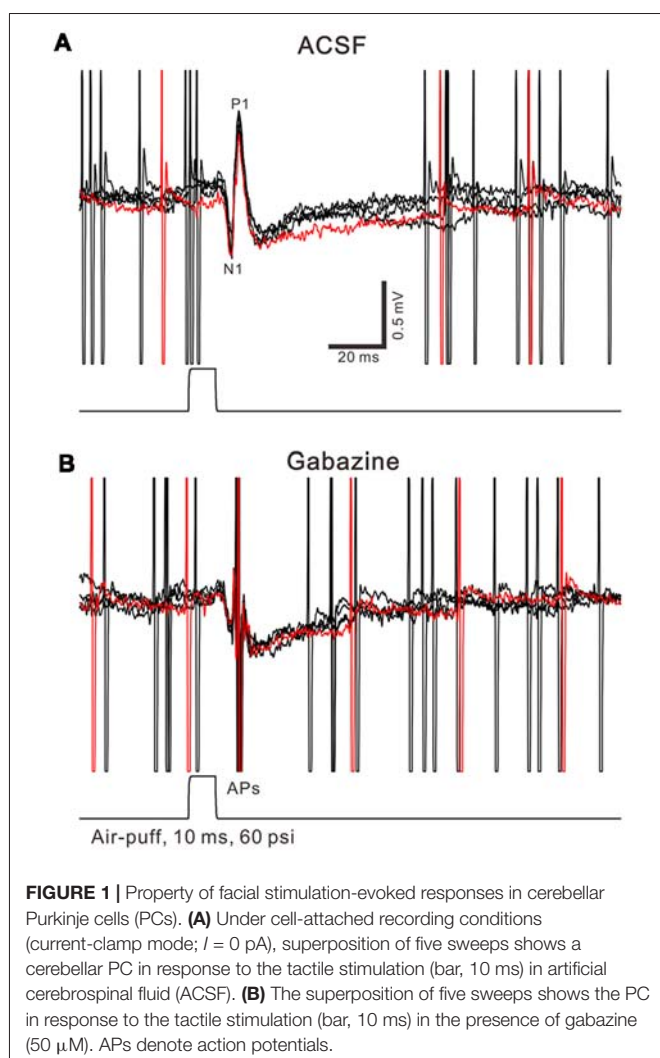 A
ACSF
P1
N1
0.5 mV
20 ms
B
Gabazine
APs
Air-puff, 10 ms, 60 psi
FIGURE 1 | Property of facial stimulation-evoked responses in cerebellar
Purkinje cells (PCs). (A) Under cell-attached recording conditions
(current-clamp mode; I = 0 pA), superposition of five sweeps shows a
cerebellar PC in response to the tactile stimulation (bar, 10 ms) in artificial
cerebrospinal fluid (ACSF). (B) The superposition of five sweeps shows the PC
in response to the tactile stimulation (bar, 10 ms) in the presence of gabazine
(50 μM). APs denote action potentials.